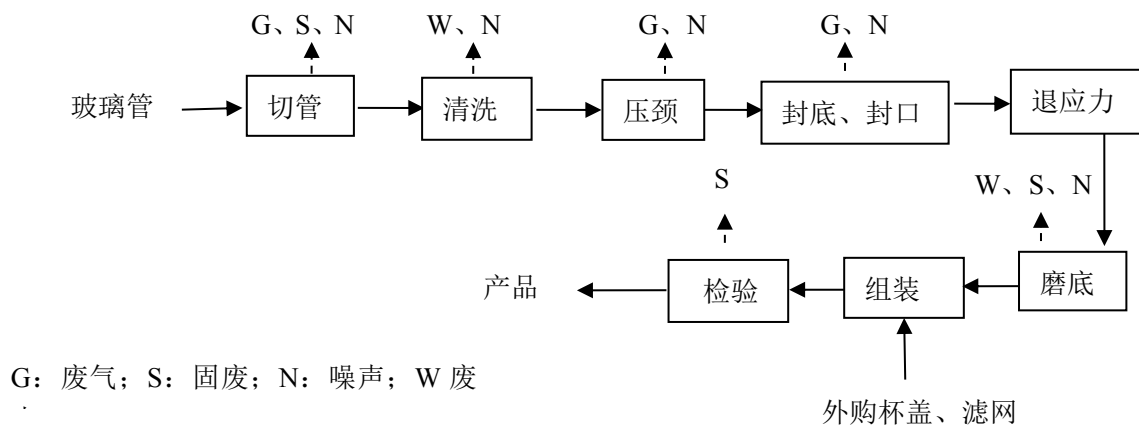 G、S、N
W、N
G、N
G、N
玻璃管
切管
清洗
压颈
封底、封口
退应力
S
W、S、N
产品
检验
组装
磨底
G：废气；S：固废；N：噪声；W 废
外购杯盖、滤网